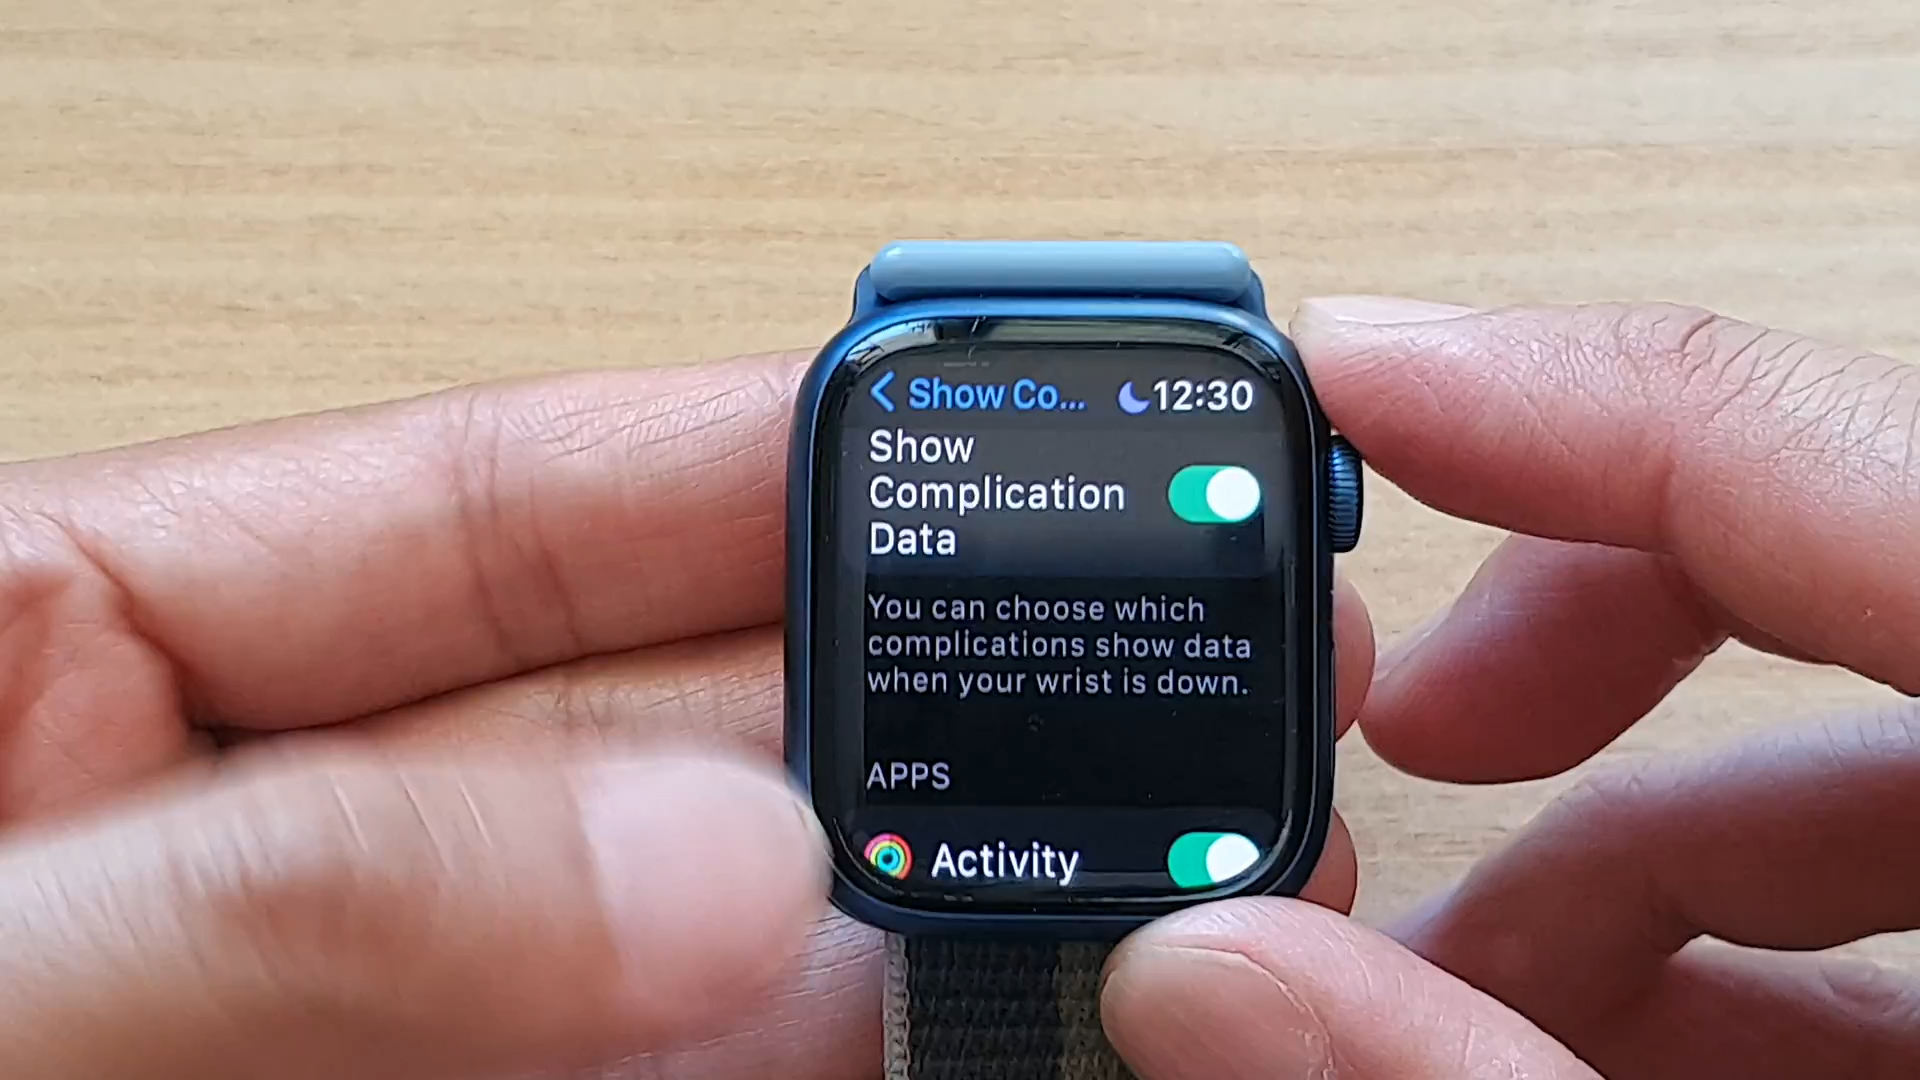 Show Co... 12:30
Show
Complication
Data
You can choose which
complications show data
when your wrist is down.
APPS
Activity